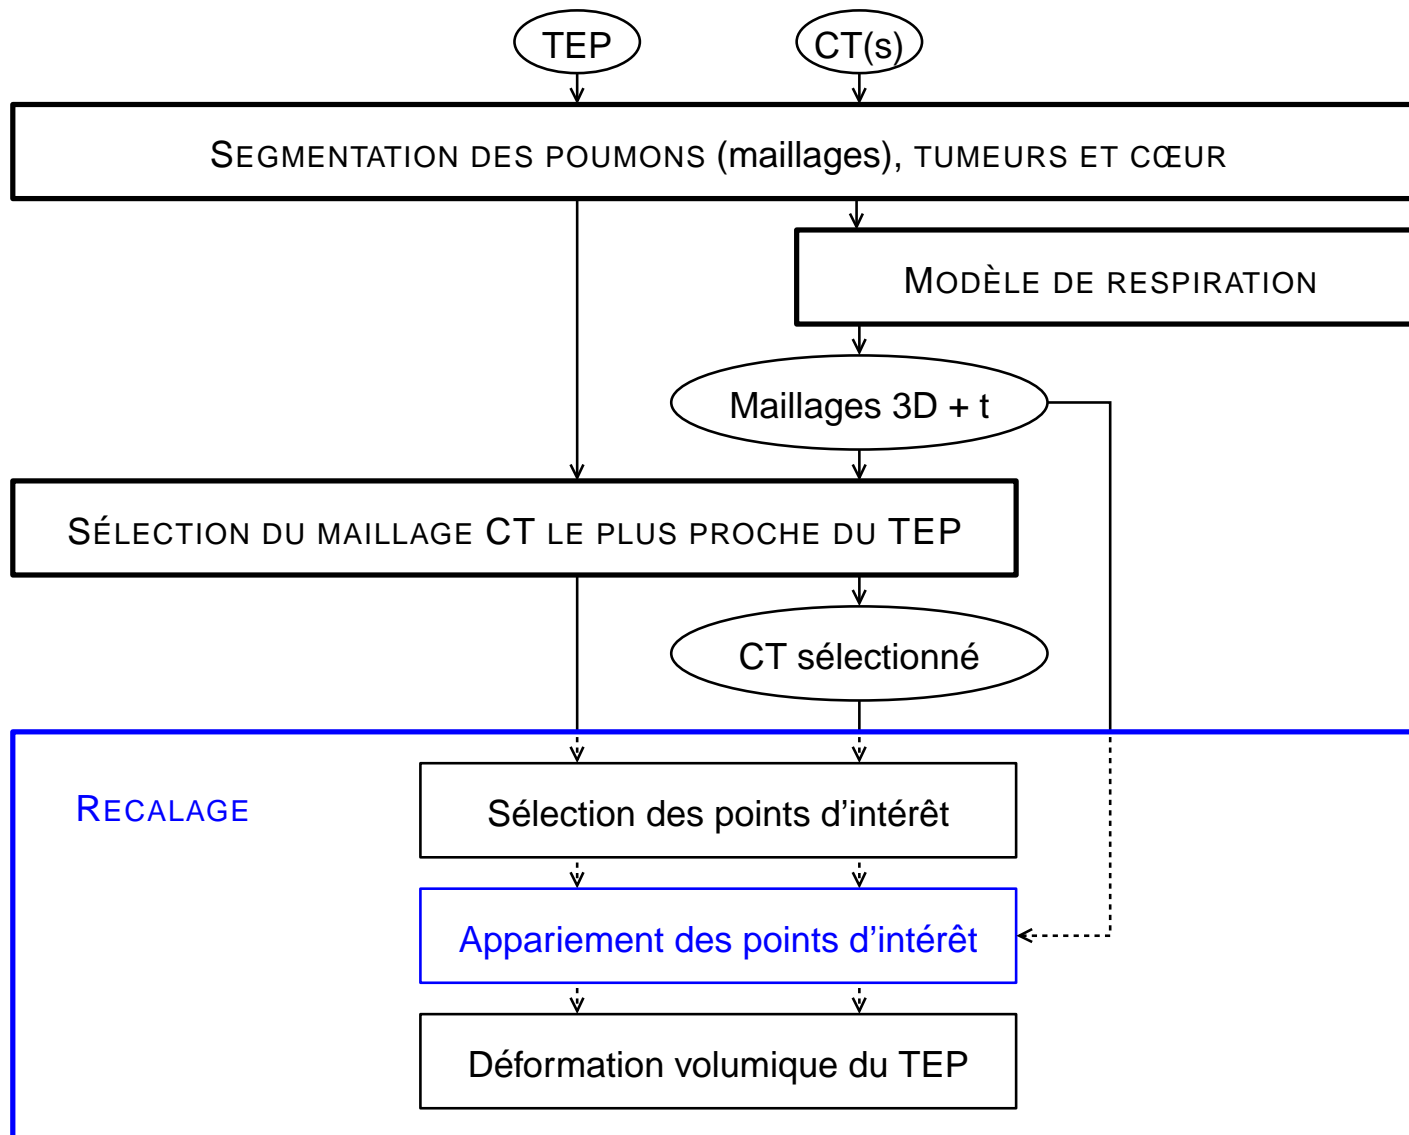 TEP
CT(s)
SEGMENTATION DES POUMONS (maillages), TUMEURS ET CŒUR
MODÈLE DE RESPIRATION
Maillages 3D + t
SÉLECTION DU MAILLAGE CT LE PLUS PROCHE DU TEP
CT sélectionné
RECALAGE
Sélection des points d’intérêt
Appariement des points d’intérêt
Déformation volumique du TEP